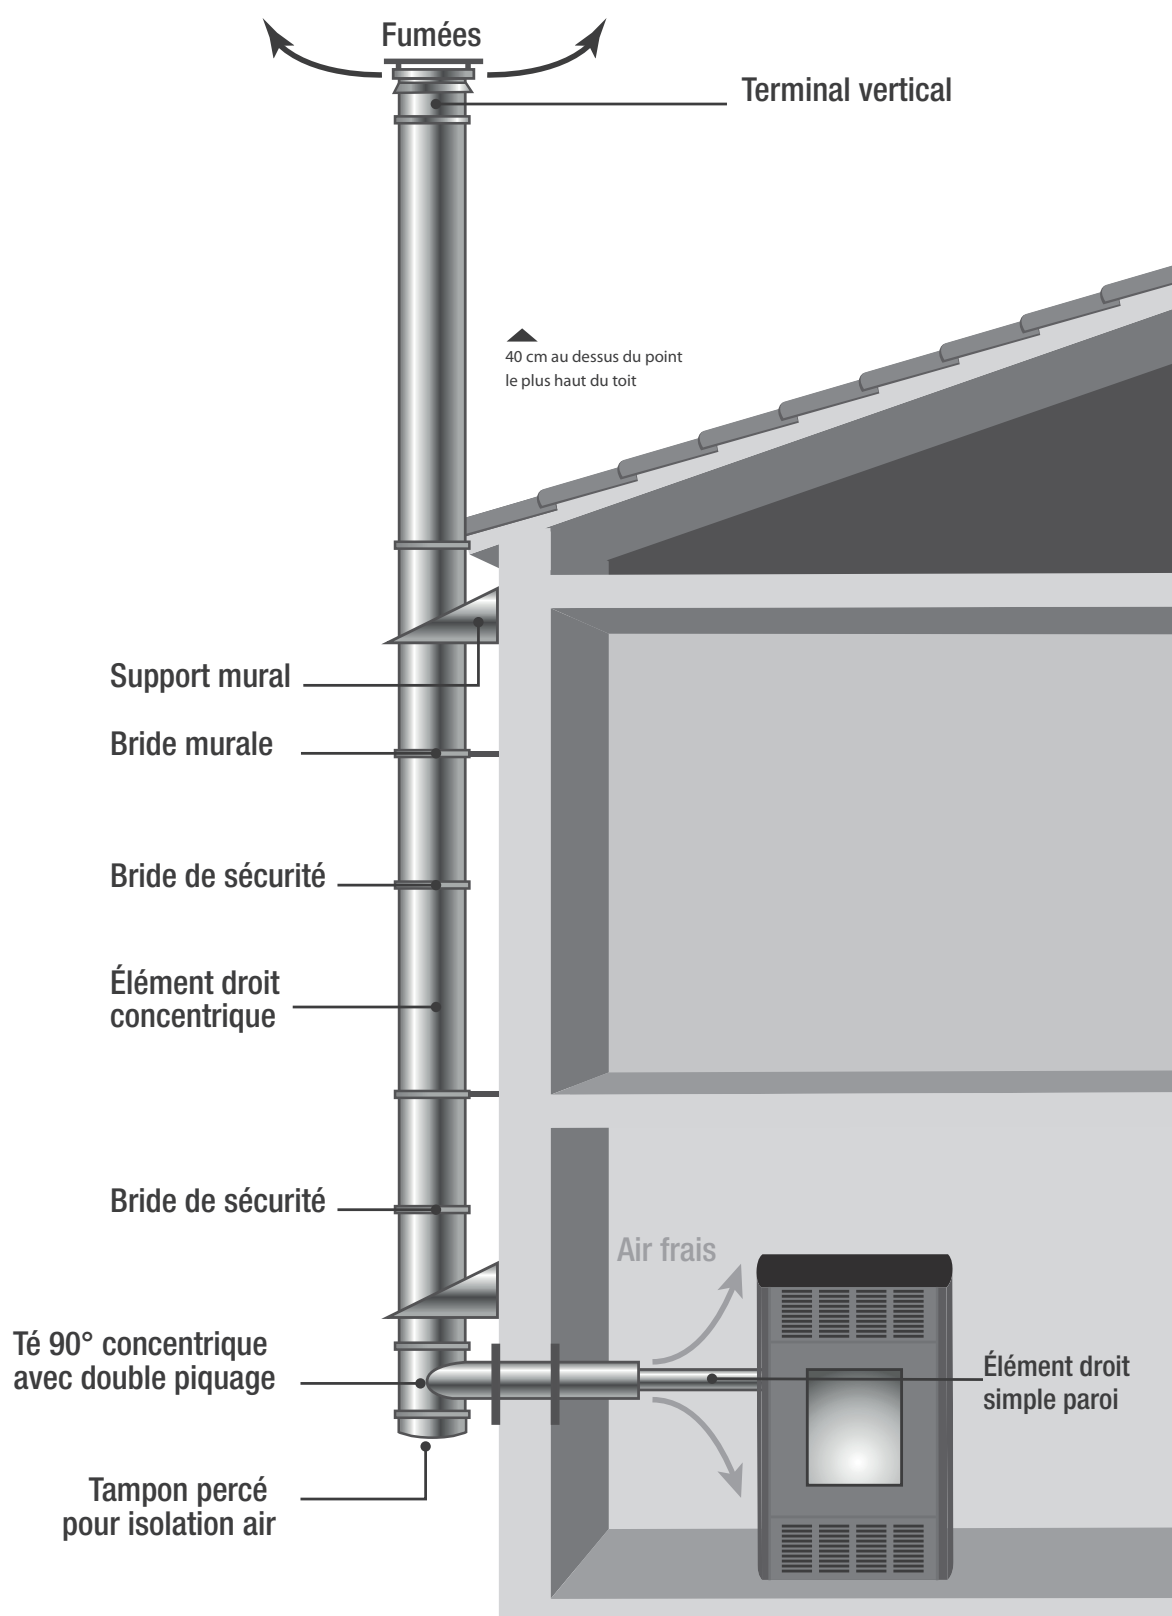 Fumées
Terminal vertical
40 cm au dessus du point
le plus haut du toit
Support mural
Bride murale
Bride de sécurité
Élément droit
concentrique
Bride de sécurité
Air frais
Té 90° concentrique
avec double piquage
Élément droit
simple paroi
Tampon percé
pour isolation air